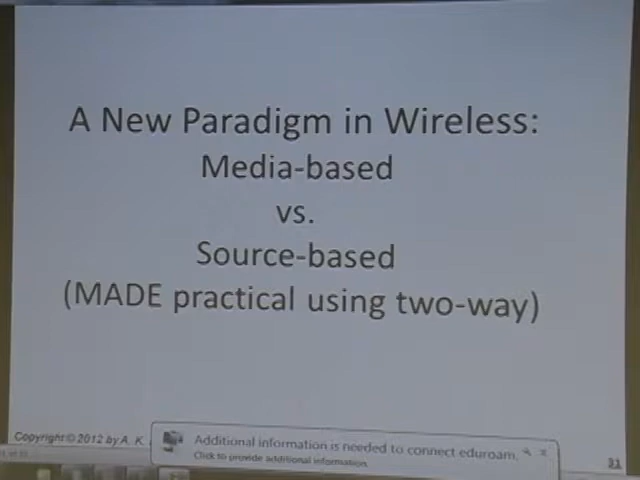 A New Paradigm in Wireless:
Media-based
vs.
Source-based
(MADE practical using two-way)
Copyright © 2012 by A. K.
Additional information is needed to connect eduroam.
Click to provide additional information.
31